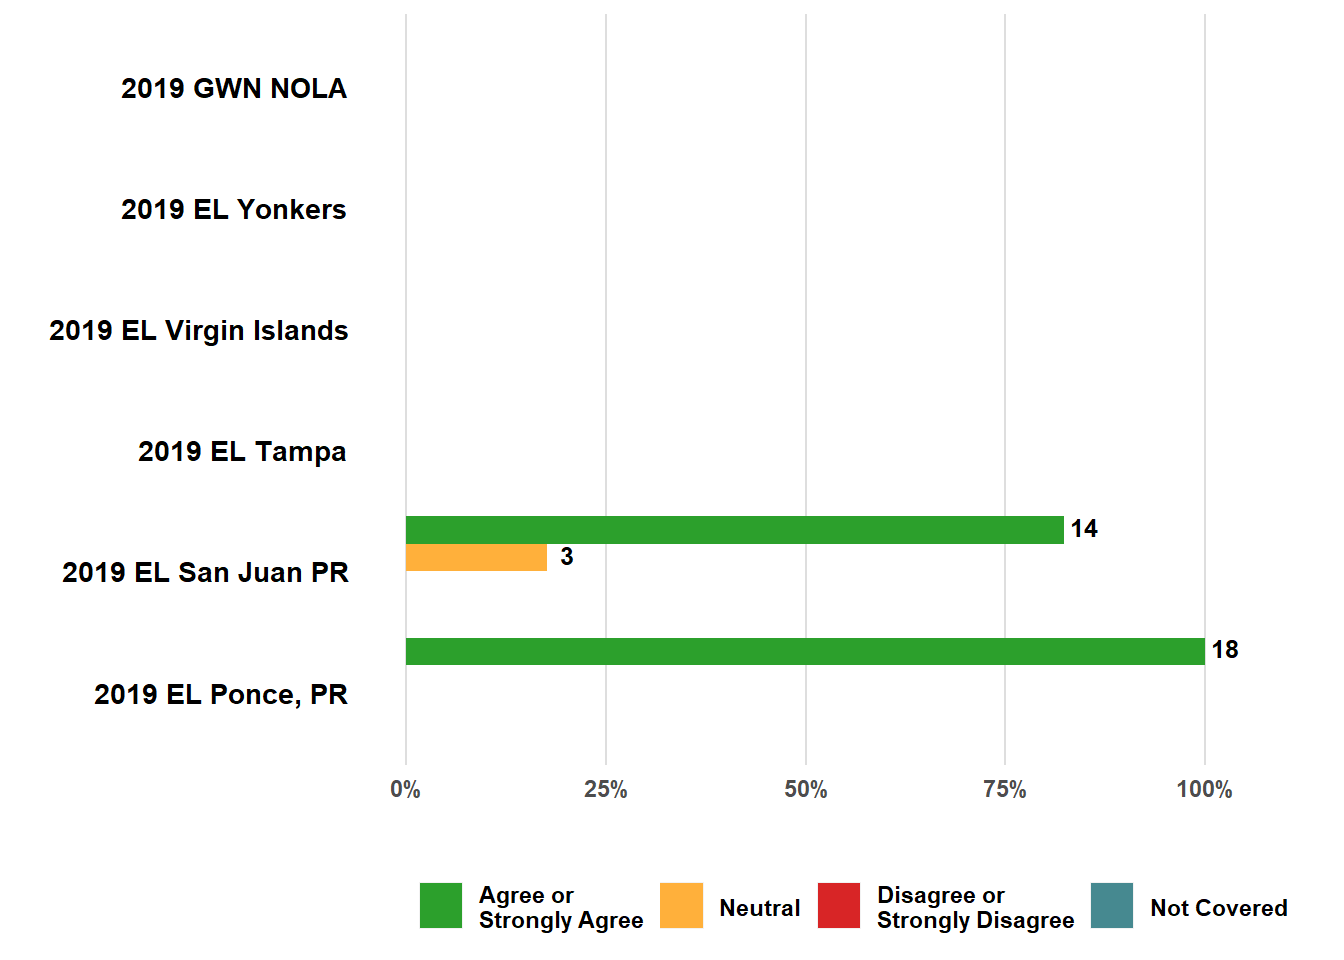 2019 GWN NOLA
2019 EL Yonkers
2019 EL Virgin Islands
2019 EL Tampa
14
3
2019 EL San Juan PR
18
2019 EL Ponce, PR
0%
25%
50%
75%
100%
Agree or
Strongly Agree
Neutral
Disagree or
Strongly Disagree
Not Covered